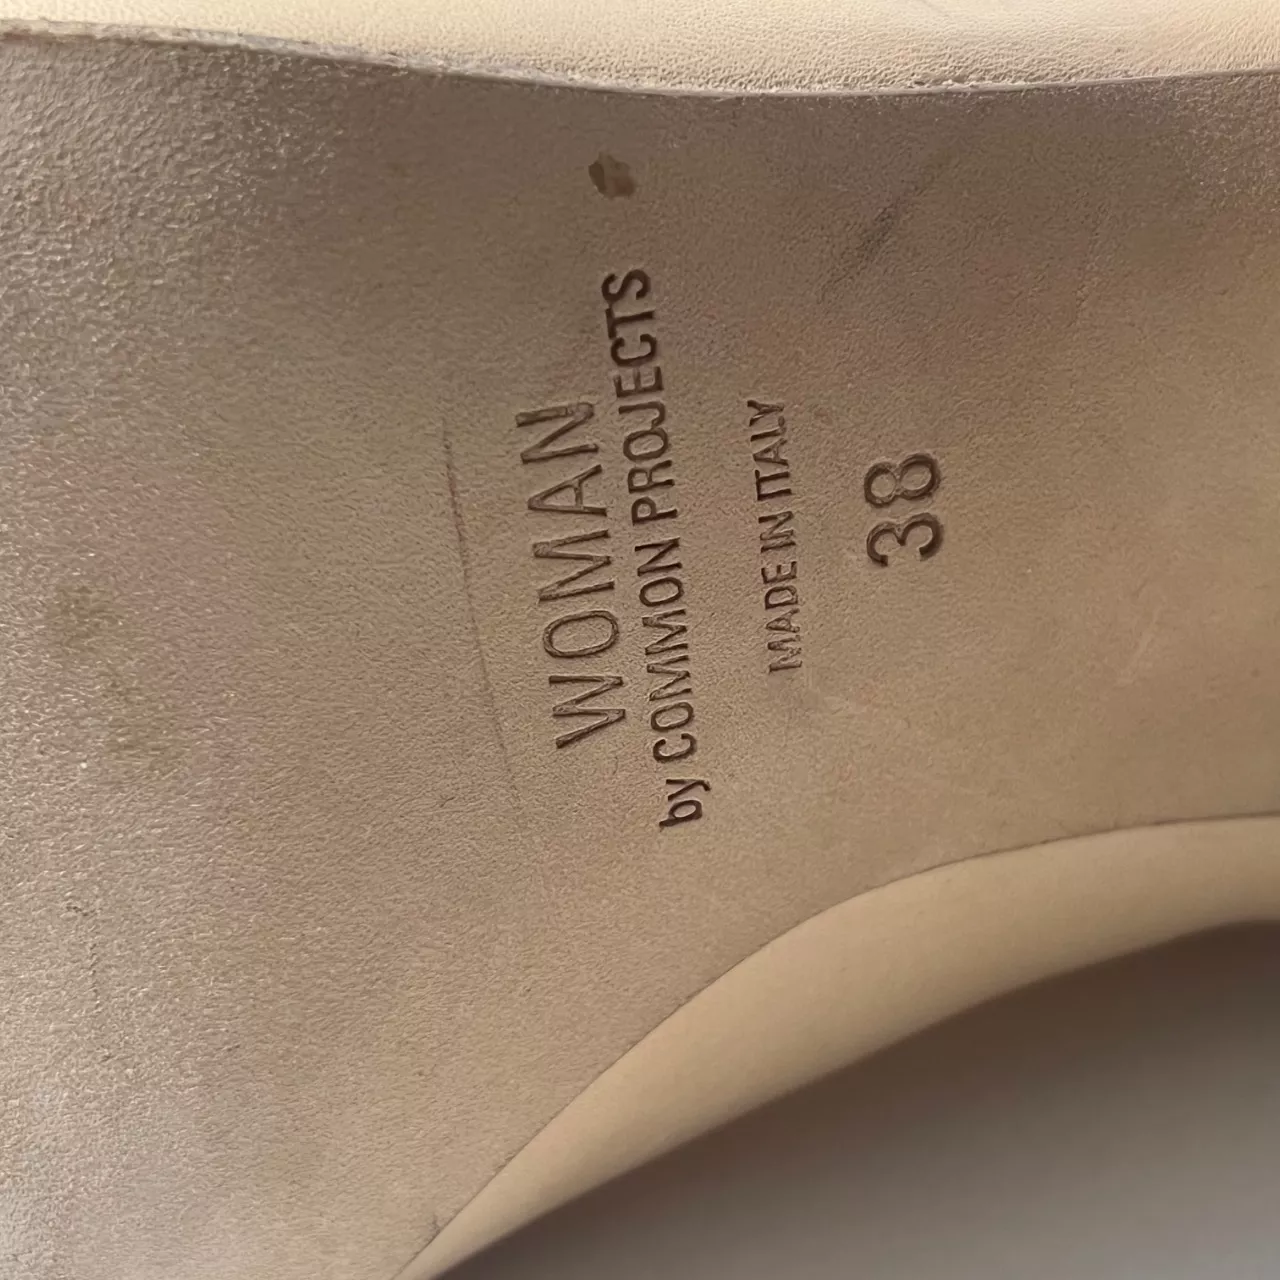 WOMAN
by COMMON PROJECTS
MADE IN ITALY
38